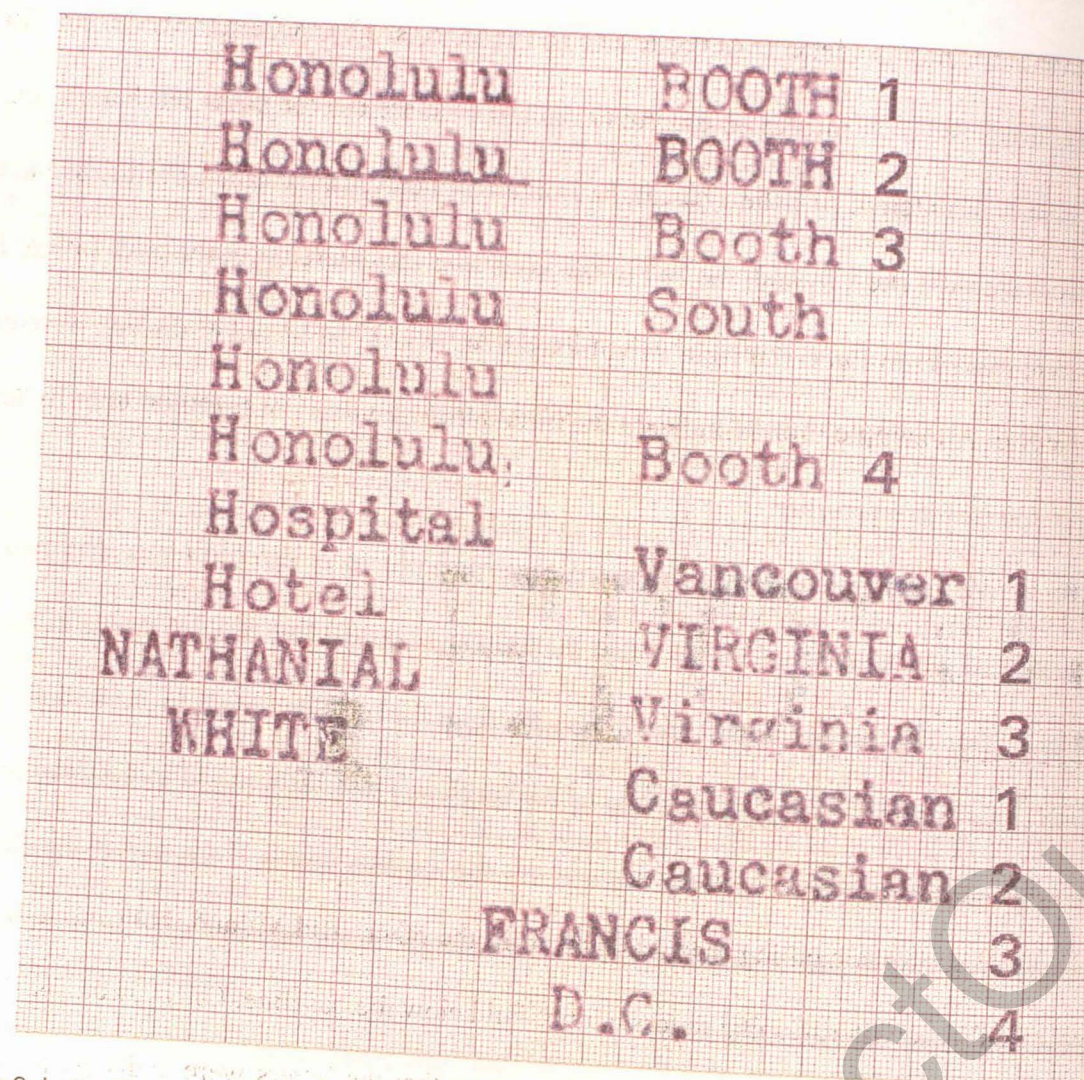 Honolulu BOOTH 1
Honolulu BOOTH 2
Honolulu Booth 3
Honolulu South
Honolulu
Honolulu. Booth 4
Hospital
Hotel Vancouver 1
NATHANIAL VIRGINIA 2
KHITE Virginia 3
Caucasian 1
Caucasian 2
FRANCIS 3
D.C. 4